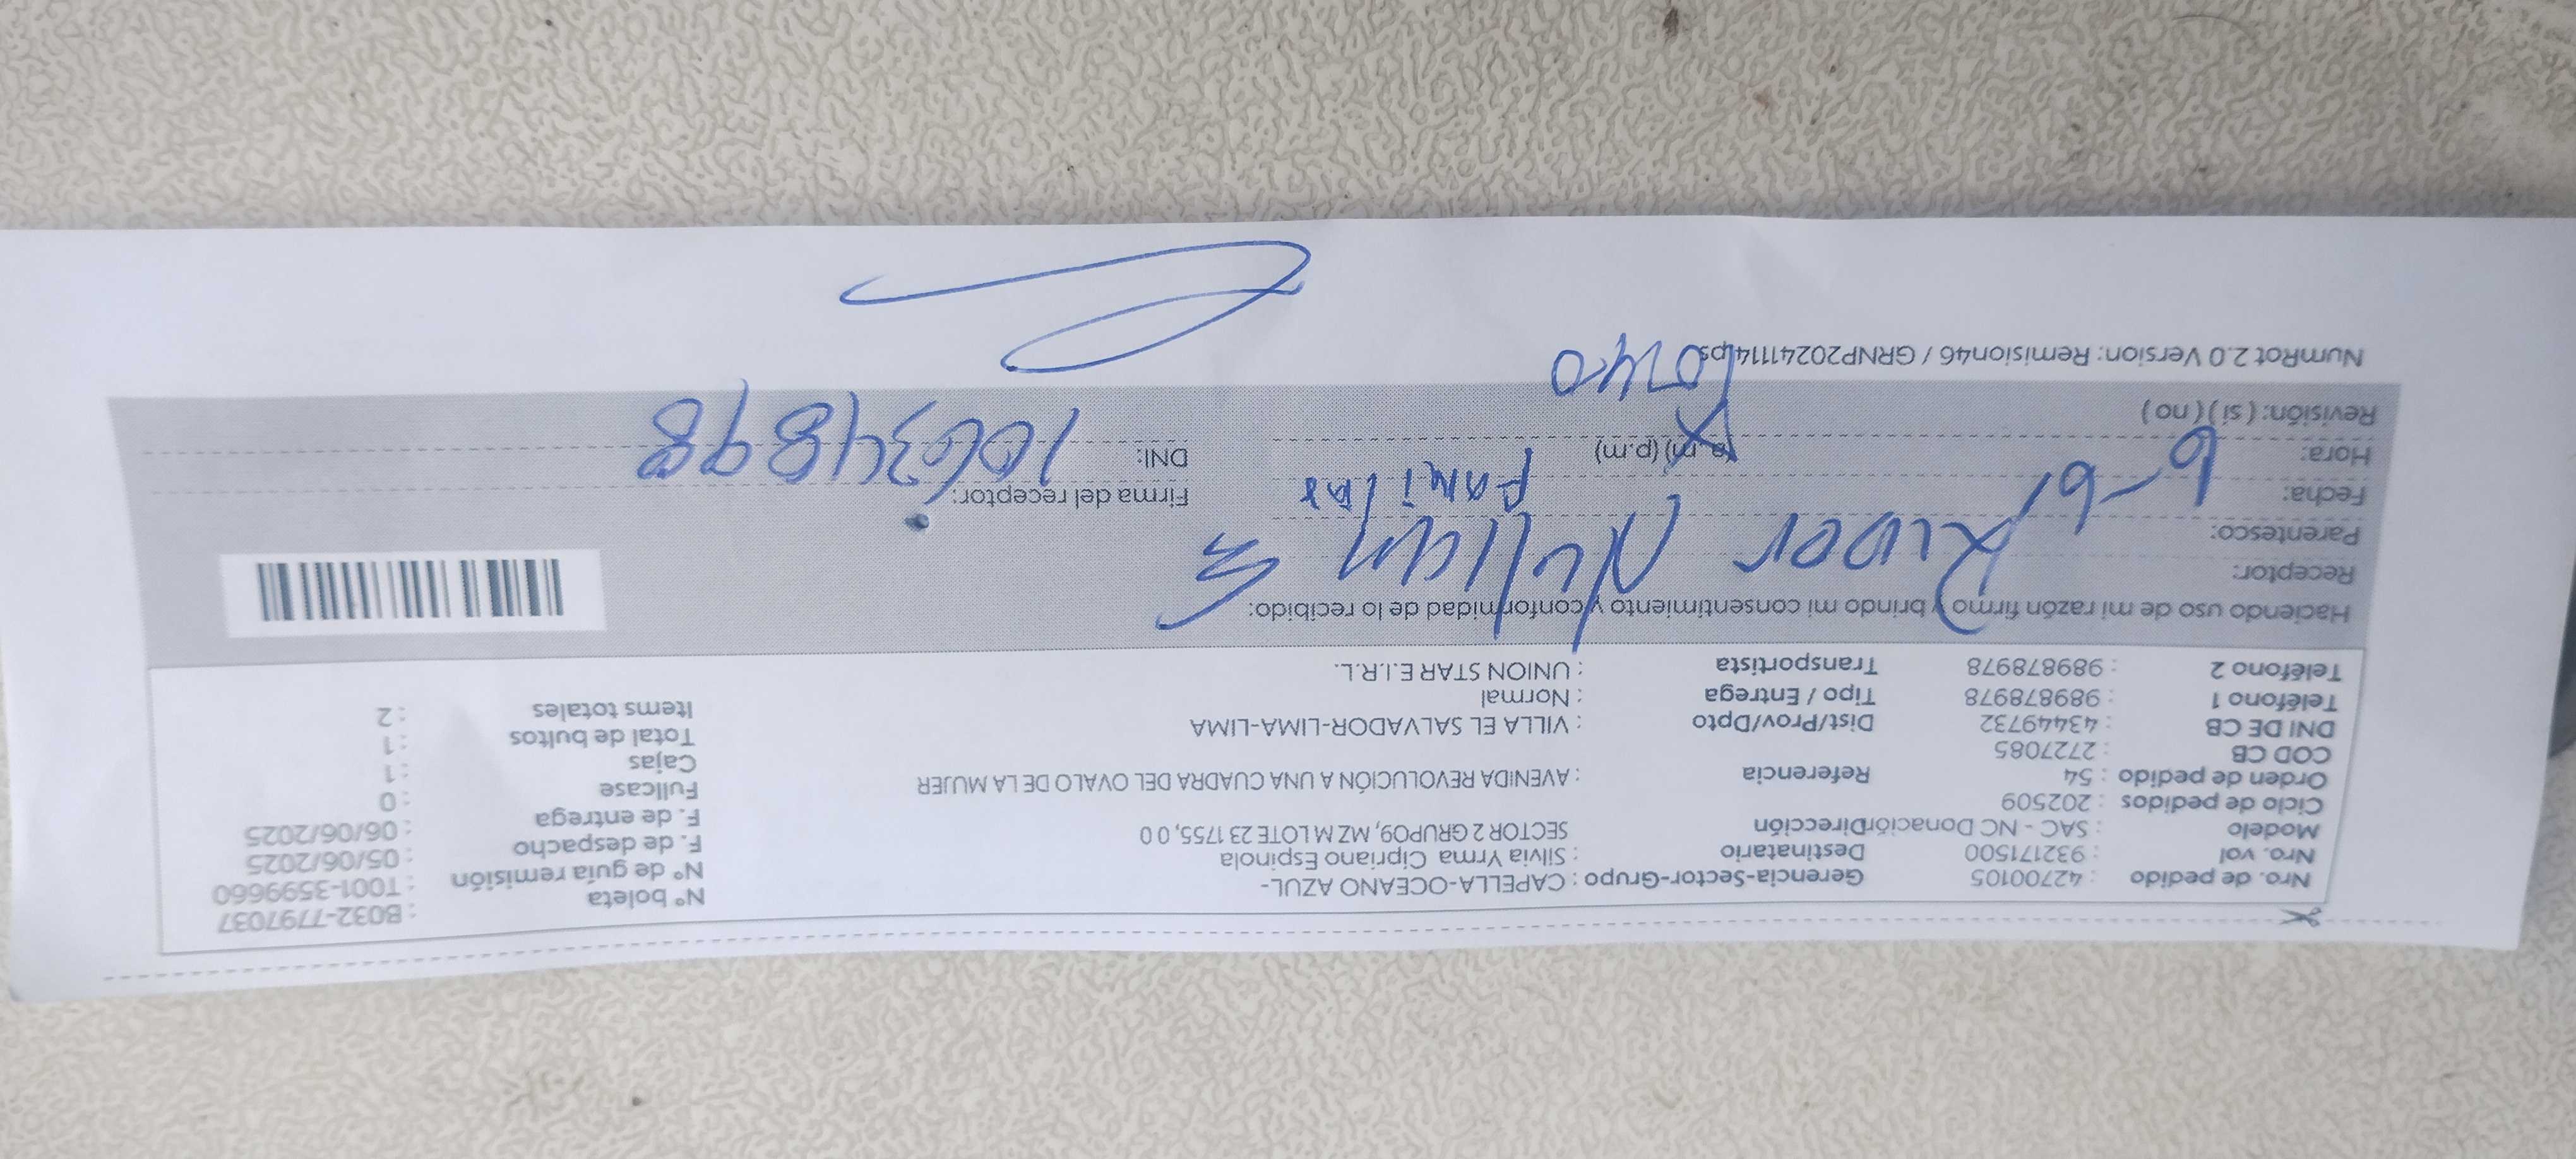 Nro. de pedido : 42700105 Gerencia-Sector-Grupo : CAPELLA-OCEANO AZUL- N° boleta : B032-7797037
Nro. vol : 932171500 Destinatario : Silvia Yrma Cipriano Espinola N° de guía remisión : T001-3599660
Modelo : SAC - NC Donación Dirección SECTOR 2 GRUPO9, MZ M LOTE 23 1755, 0 0 F. de despacho : 05/06/2025
Ciclo de pedidos : 202509 F. de entrega : 06/06/2025
Orden de pedido : 54 Referencia : AVENIDA REVOLUCIÓN A UNA CUADRA DEL OVALO DE LA MUJER Fullcase : 0
COD CB : 2727085 Cajas : 1
DNI DE CB : 43449732 Dist/Prov/Dpto : VILLA EL SALVADOR-LIMA-LIMA Total de bultos : 1
Teléfono 1 : 989878978 Tipo / Entrega : Normal Items totales : 2
Teléfono 2 : 989878978 Transportista : UNION STAR E.I.R.L.
Haciendo uso de mi razón firmo y brindo mi consentimiento y conformidad de lo recibido:
Receptor:
Parentesco: familiar
Fecha: 6-6 Firma del receptor:
Hora: (a.m) (p.m) DNI: 10634898
Revisión: ( si ) ( no )
NumRot 2.0 Version: Remision46 / GRNP20241114.ps